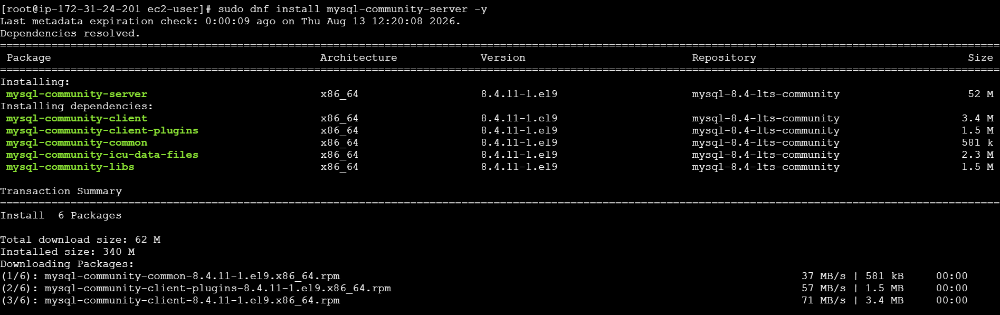 [root@ip-172-31-24-201 ec2-user]# sudo dnf install mysql-community-server -y
Last metadata expiration check: 0:00:09 ago on Thu Aug 13 12:20:08 2026.
Dependencies resolved.
================================================================================
Package Architecture Version Repository Size
================================================================================
Installing:
mysql-community-server x86_64 8.4.11-1.el9 mysql-8.4-lts-community 52 M
Installing dependencies:
mysql-community-client x86_64 8.4.11-1.el9 mysql-8.4-lts-community 3.4 M
mysql-community-client-plugins x86_64 8.4.11-1.el9 mysql-8.4-lts-community 1.5 M
mysql-community-common x86_64 8.4.11-1.el9 mysql-8.4-lts-community 581 k
mysql-community-icu-data-files x86_64 8.4.11-1.el9 mysql-8.4-lts-community 2.3 M
mysql-community-libs x86_64 8.4.11-1.el9 mysql-8.4-lts-community 1.5 M
Transaction Summary
================================================================================
Install 6 Packages
Total download size: 62 M
Installed size: 340 M
Downloading Packages:
(1/6): mysql-community-common-8.4.11-1.el9.x86_64.rpm 37 MB/s | 581 kB 00:00
(2/6): mysql-community-client-plugins-8.4.11-1.el9.x86_64.rpm 57 MB/s | 1.5 MB 00:00
(3/6): mysql-community-client-8.4.11-1.el9.x86_64.rpm 71 MB/s | 3.4 MB 00:00